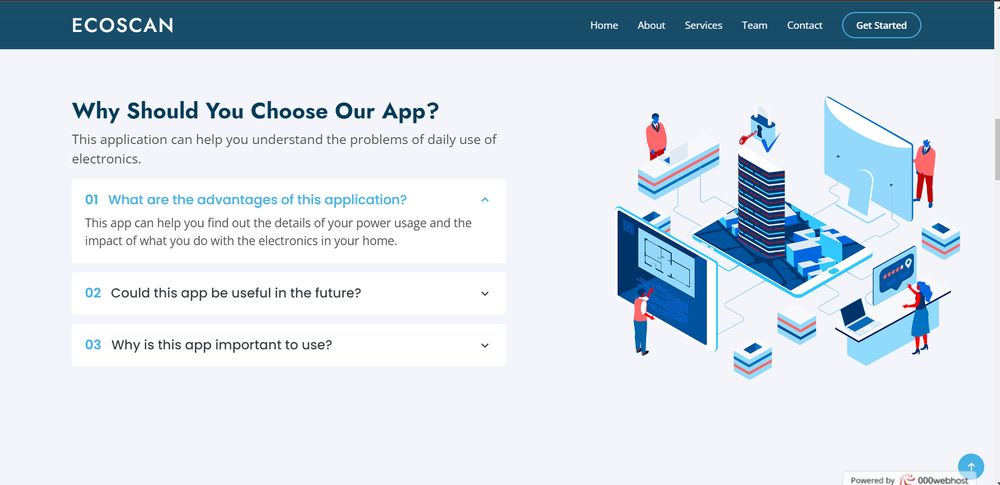 ECOSCAN
Home
About
Services
Team
Contact
Get Started
Why Should You Choose Our App?
This application can help you understand the problems of daily use of
electronics.
01 What are the advantages of this application?
This app can help you find out the details of your power usage and the
impact of what you do with the electronics in your home.
02 Could this app be useful in the future?
03 Why is this app important to use?
Powered by 000webhost